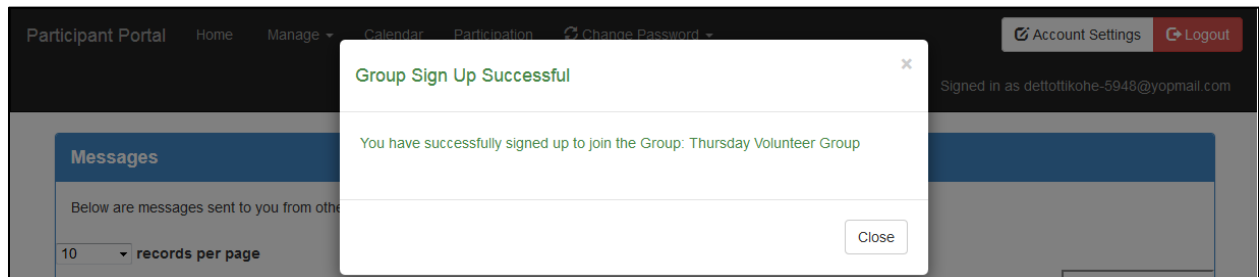 Participant Portal Home Manage Calendar Participation Change Password Account Settings Logout
Group Sign Up Successful ×
Signed in as dettottikohe-5948@yopmail.com
You have successfully signed up to join the Group: Thursday Volunteer Group
Messages
Below are messages sent to you from othe
Close
10 records per page